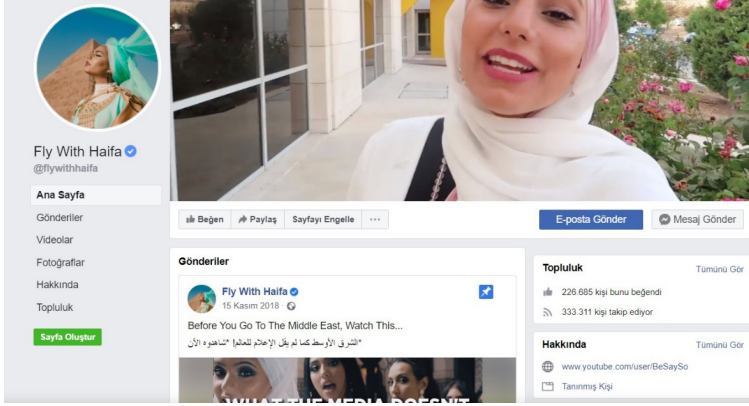 Fly With Haifa
@flywithhaifa
Ana Sayfa
Gönderiler
Videolar
Fotoğraflar
Hakkında
Topluluk
Sayfa Oluştur
Beğen
Paylaş
Sayfayı Engelle
E-posta Gönder
Mesaj Gönder
Gönderiler
Fly With Haifa
15 Kasım 2018 ·
Before You Go To The Middle East, Watch This...
*الشرق الأوسط كما لم يقل الإعلام للعالم! *شاهدوه الآن
WHAT THE MEDIA DOESN'T
Topluluk
Tümünü Gör
226.685 kişi bunu beğendi
333.311 kişi takip ediyor
Hakkında
Tümünü Gör
www.youtube.com/user/BeSaySo
Tanınmış Kişi